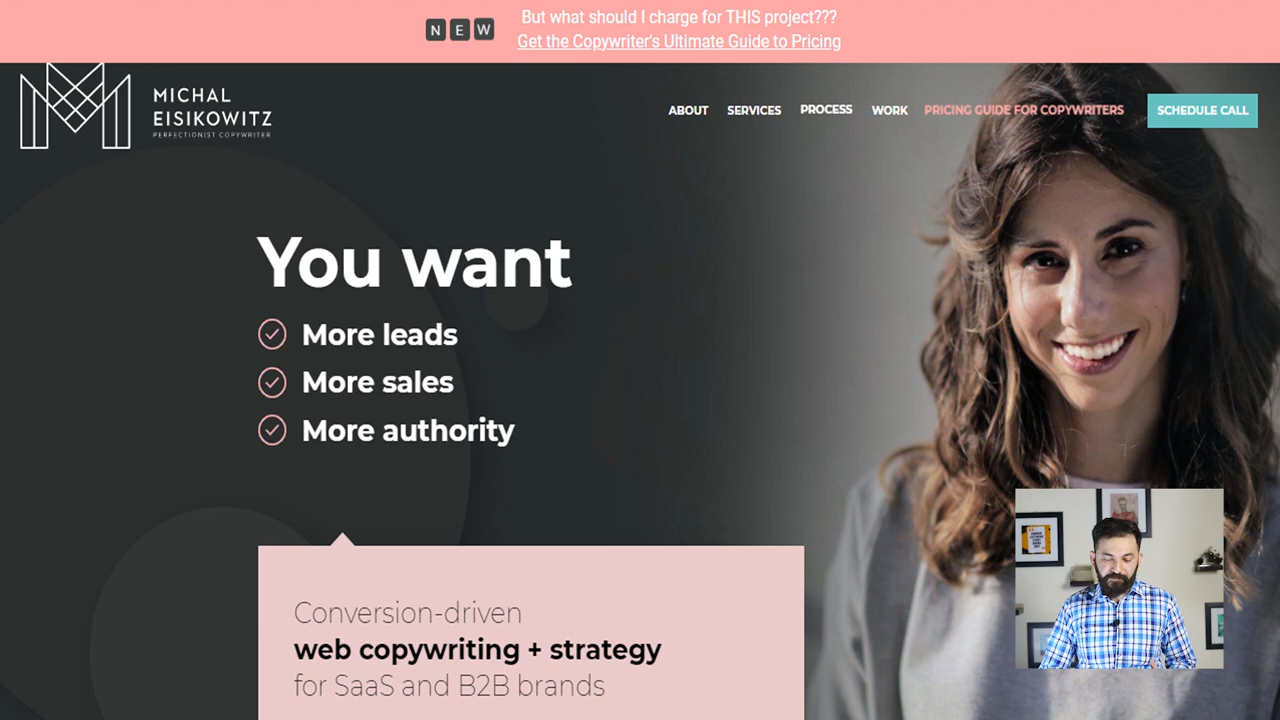 NEW
But what should I charge for THIS project???
Get the Copywriter's Ultimate Guide to Pricing
MICHAL
EISIKOWITZ
PERFECTIONIST COPYWRITER
ABOUT SERVICES PROCESS WORK PRICING GUIDE FOR COPYWRITERS SCHEDULE CALL
You want
More leads
More sales
More authority
Conversion-driven
web copywriting + strategy
for SaaS and B2B brands